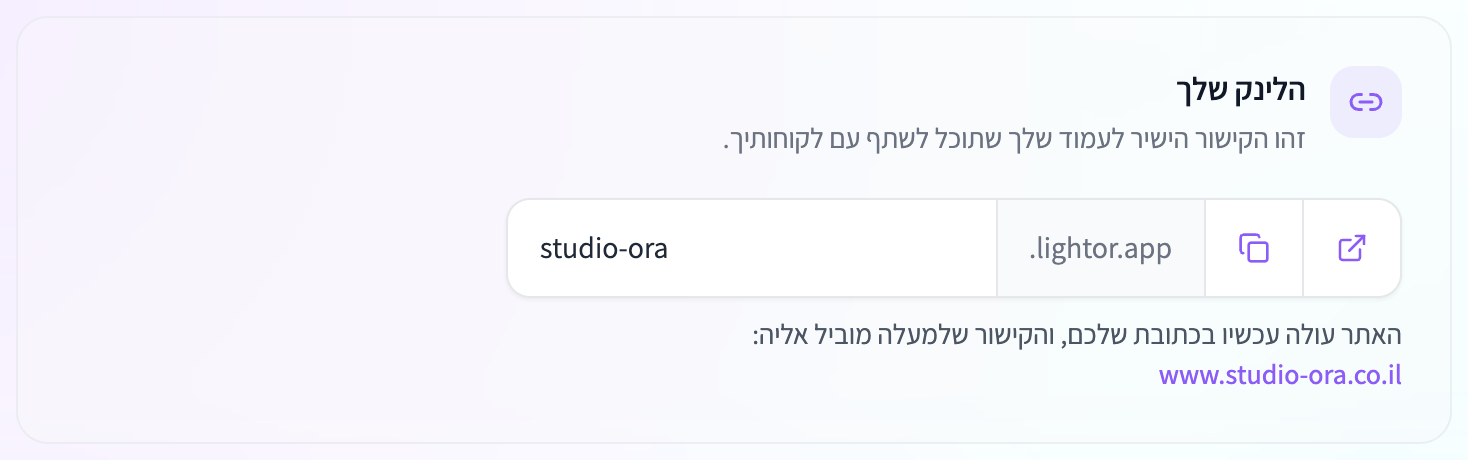 הלינק שלך
זהו הקישור הישיר לעמוד שלך שתוכל לשתף עם לקוחותיך.
studio-ora .lightor.app
האתר עולה עכשיו בכתובת שלכם, והקישור שלמעלה מוביל אליה:
www.studio-ora.co.il